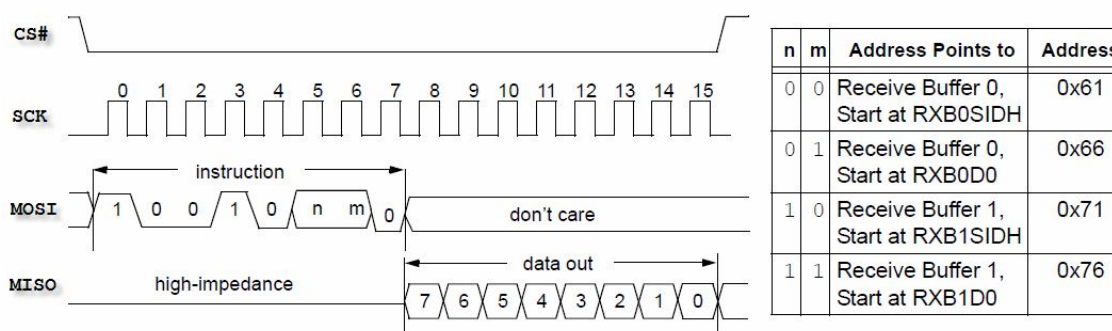 CS#
0 1 2 3 4 5 6 7 8 9 10 11 12 13 14 15
SCK
instruction
MOSI
1 0 0 1 0 n m 0
don't care
data out
MISO
high-impedance
7 6 5 4 3 2 1 0
n m Address Points to Address
0 0 Receive Buffer 0, 0x61
Start at RXB0SIDH
0 1 Receive Buffer 0, 0x66
Start at RXB0D0
1 0 Receive Buffer 1, 0x71
Start at RXB1SIDH
1 1 Receive Buffer 1, 0x76
Start at RXB1D0